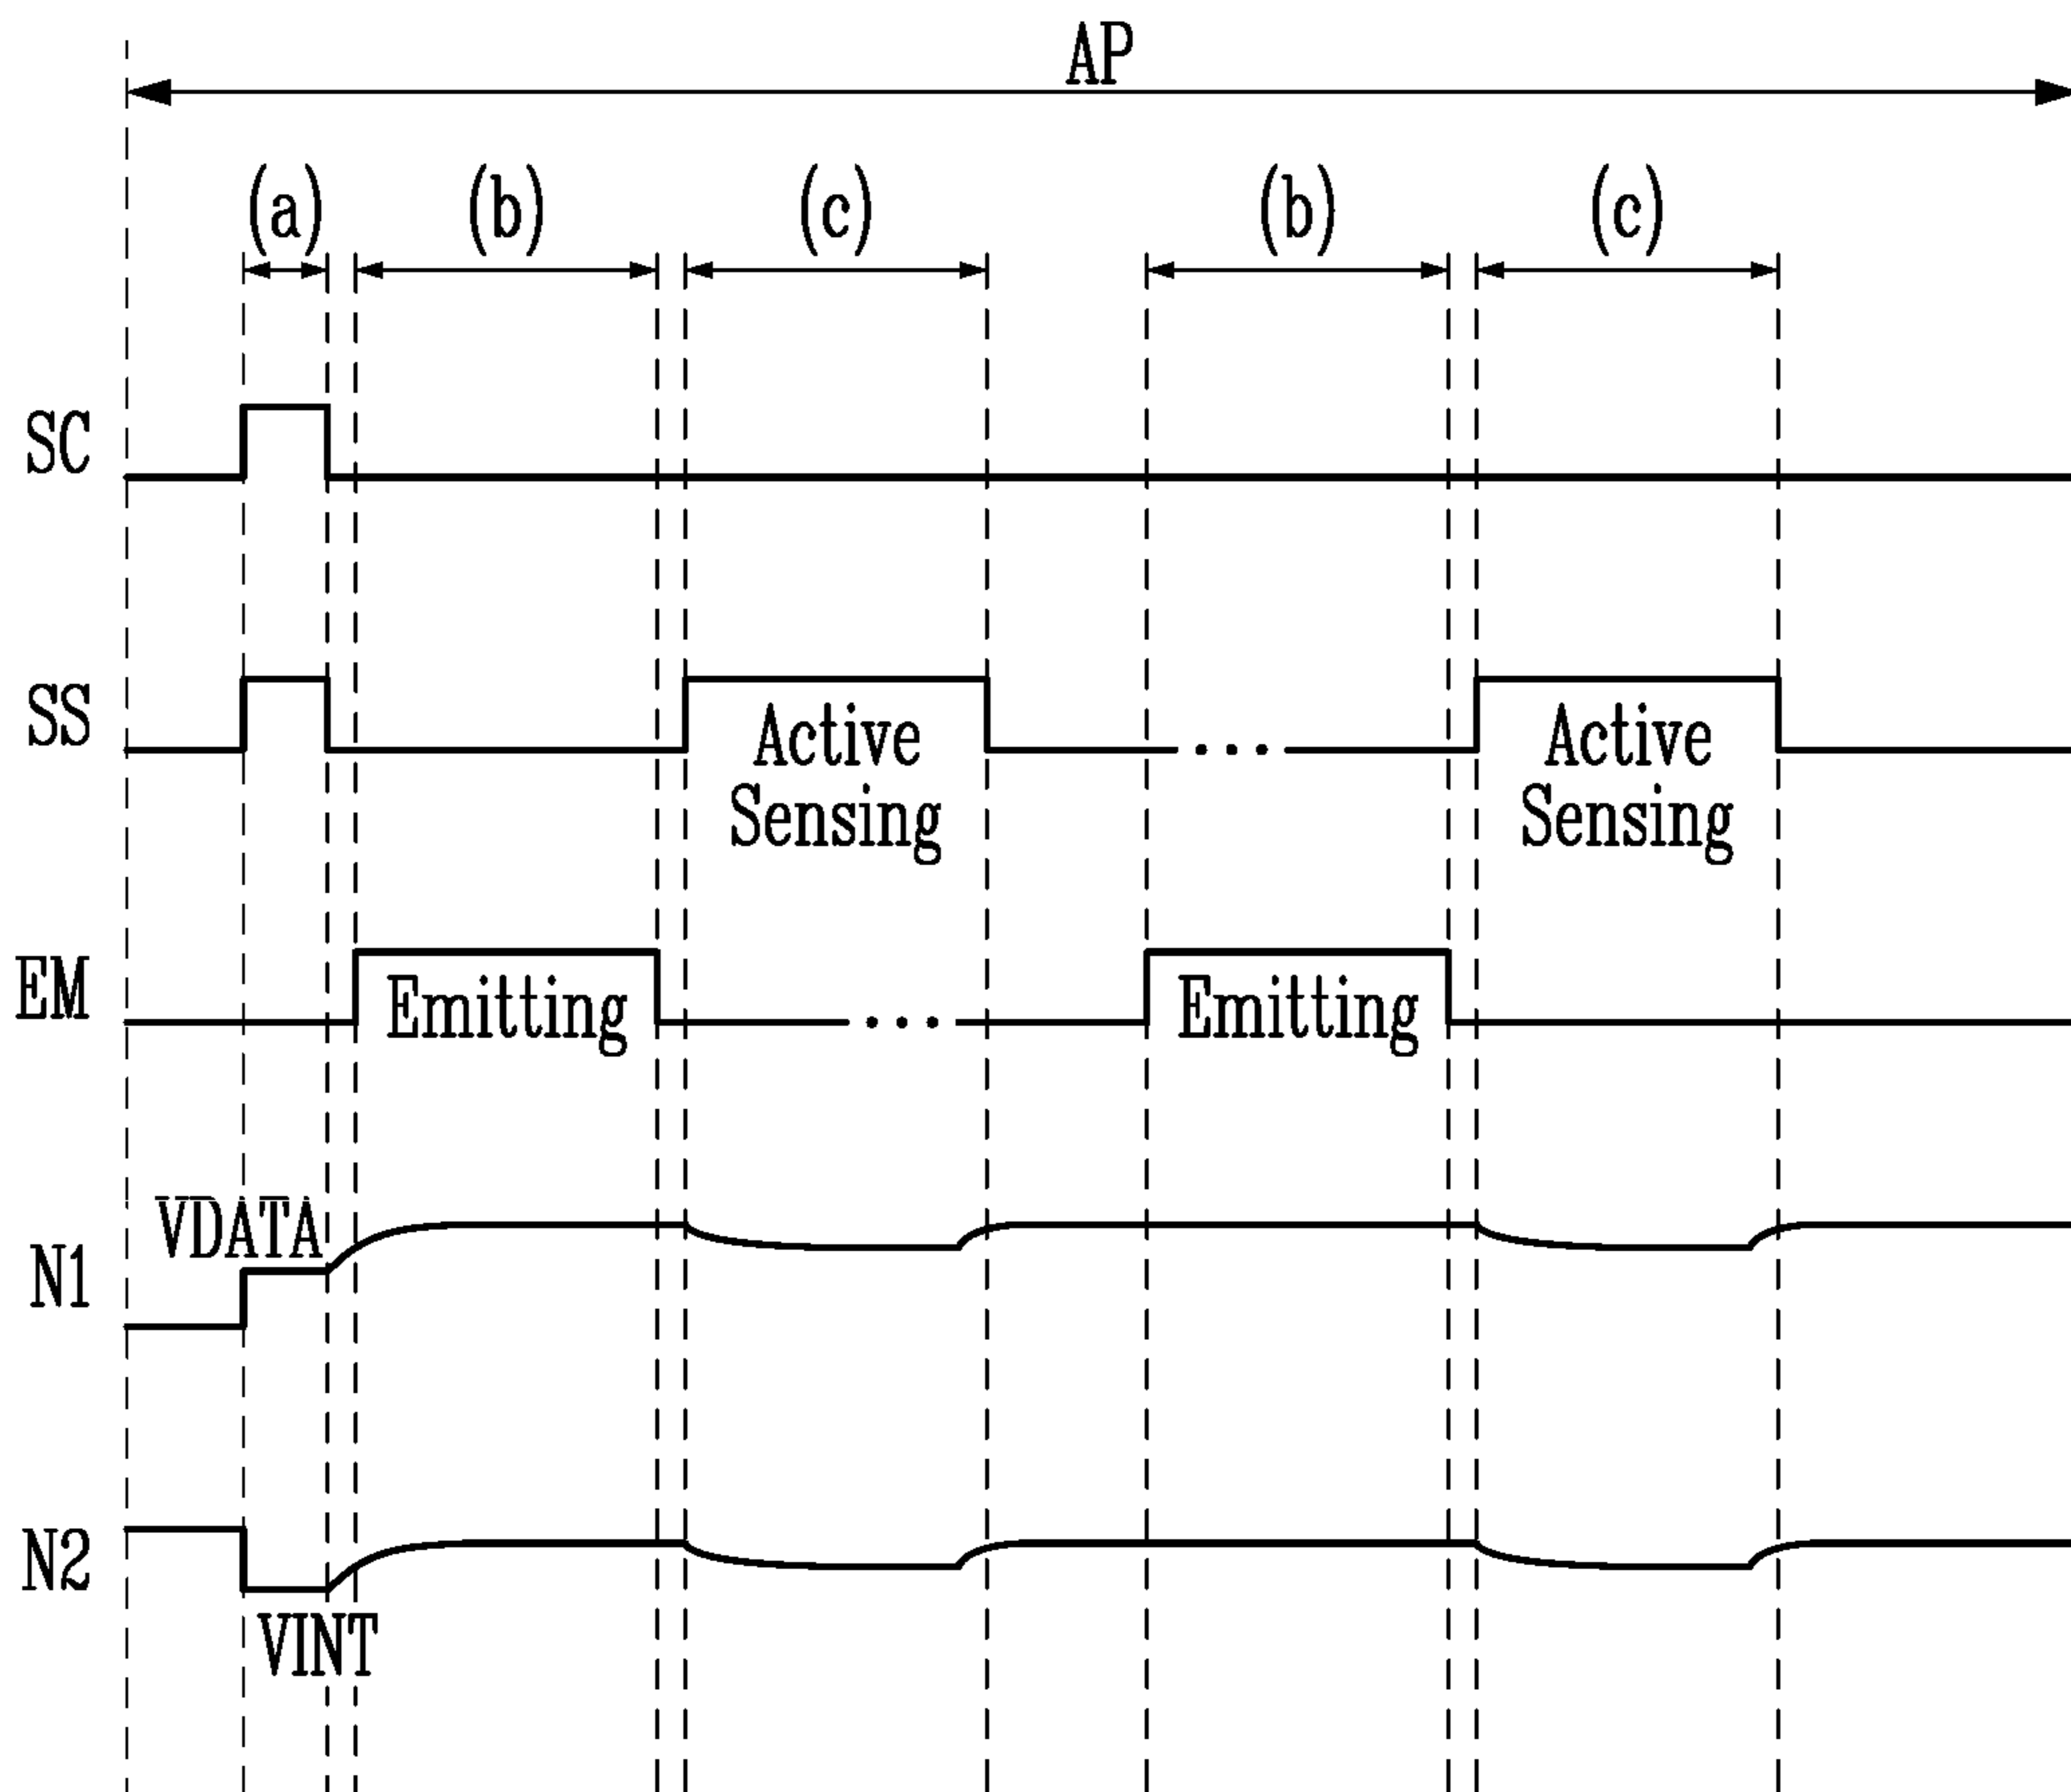 AP
(a) (b) (c) (b) (c)
SC
SS
Active Sensing
Active Sensing
EM
Emitting ... Emitting
VDATA
N1
N2
VINT